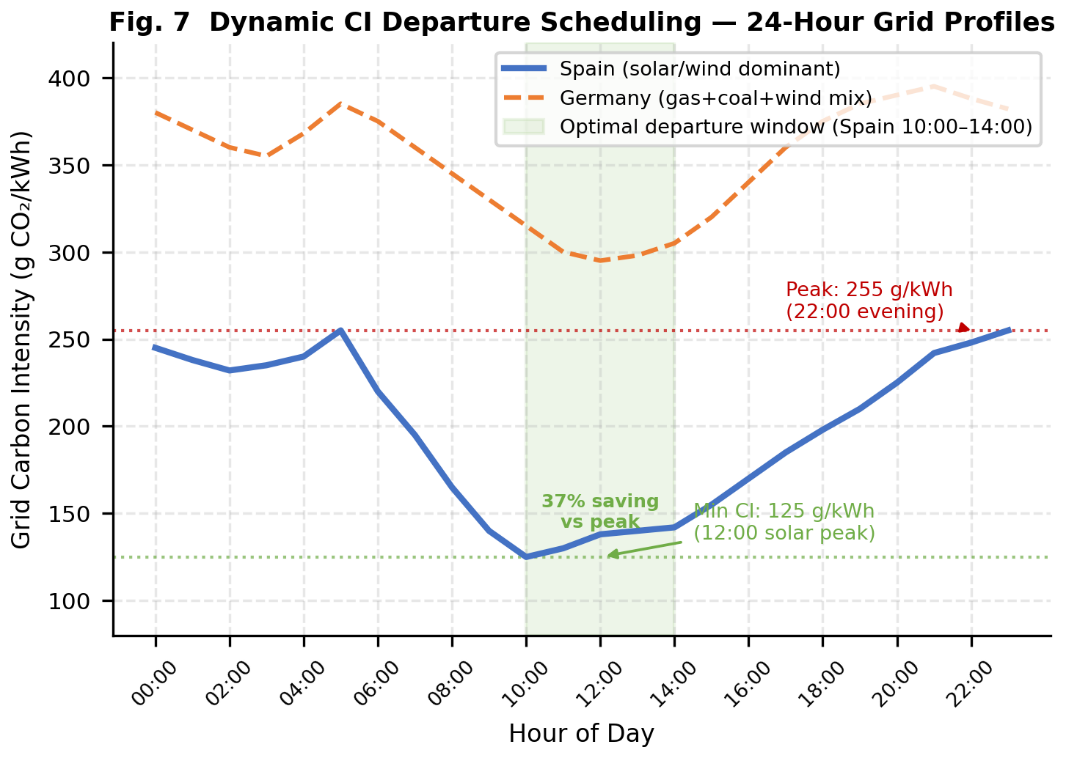 Fig. 7  Dynamic CI Departure Scheduling — 24-Hour Grid Profiles
Spain (solar/wind dominant)
Germany (gas+coal+wind mix)
Optimal departure window (Spain 10:00–14:00)
Grid Carbon Intensity (g CO₂/kWh)
400
350
300
250
200
150
100
Peak: 255 g/kWh
(22:00 evening)
37% saving
vs peak
Min CI: 125 g/kWh
(12:00 solar peak)
00:00
02:00
04:00
06:00
08:00
10:00
12:00
14:00
16:00
18:00
20:00
22:00
Hour of Day